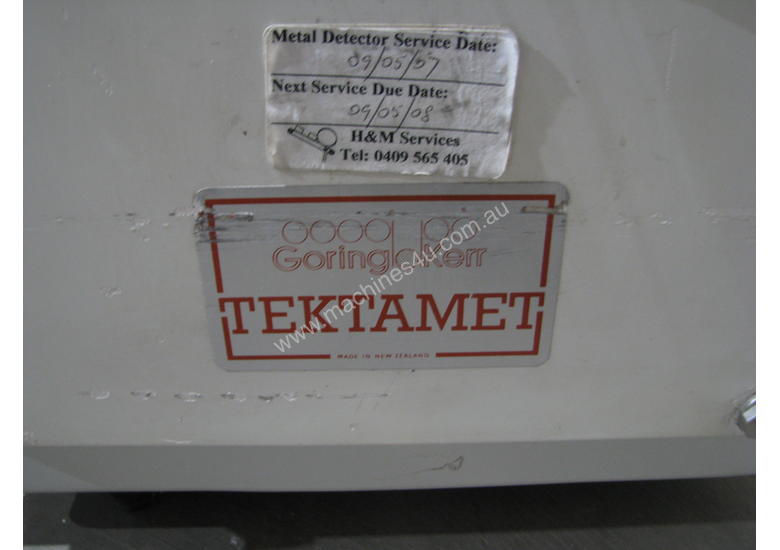 Metal Detector Service Date:
09/05/07
Next Service Due Date:
09/05/08
H&M Services
Tel: 0409 565 405
Goring Kerr
TEKTAMET
MADE IN NEW ZEALAND
www.machines4u.com.au